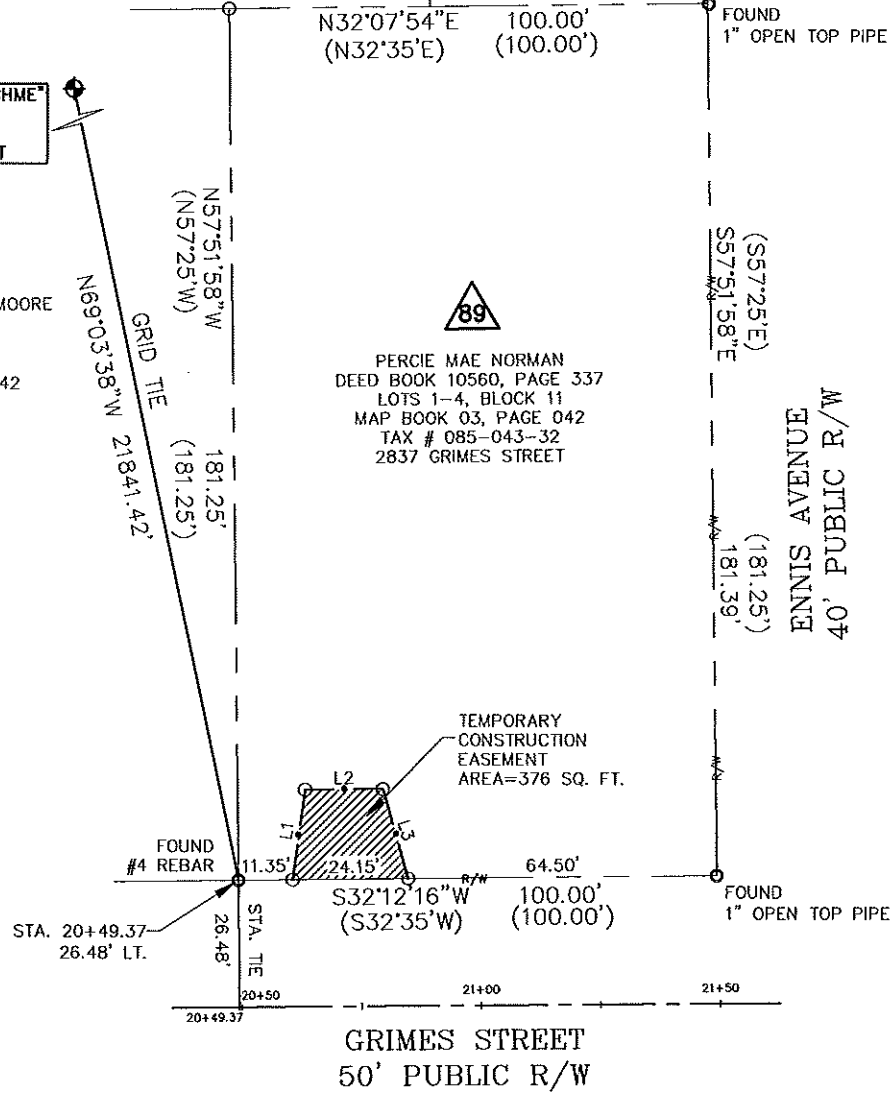 N32°07'54"E 100.00'
(N32°35'E) (100.00')
FOUND
1" OPEN TOP PIPE
CHME"
T
N57°51'58"W
(N57°25'W)
181.25'
(181.25')
GRID TIE
N69°03'38"W 21841.42'
MOORE
42
89
PERCIE MAE NORMAN
DEED BOOK 10560, PAGE 337
LOTS 1-4, BLOCK 11
MAP BOOK 03, PAGE 042
TAX # 085-043-32
2837 GRIMES STREET
(S57°25'E)
S57°51'58"E
R/W
R/W
R/W
(181.25')
181.39'
ENNIS AVENUE
40' PUBLIC R/W
TEMPORARY
CONSTRUCTION
EASEMENT
AREA=376 SQ. FT.
L2
L1
L3
FOUND
#4 REBAR
11.35'
24.15'
R/W
64.50'
S32°12'16"W 100.00'
(S32°35'W) (100.00')
FOUND
1" OPEN TOP PIPE
STA. 20+49.37
26.48' LT.
STA. TIE
26.48'
20+50
21+00
21+50
20+49.37
GRIMES STREET
50' PUBLIC R/W